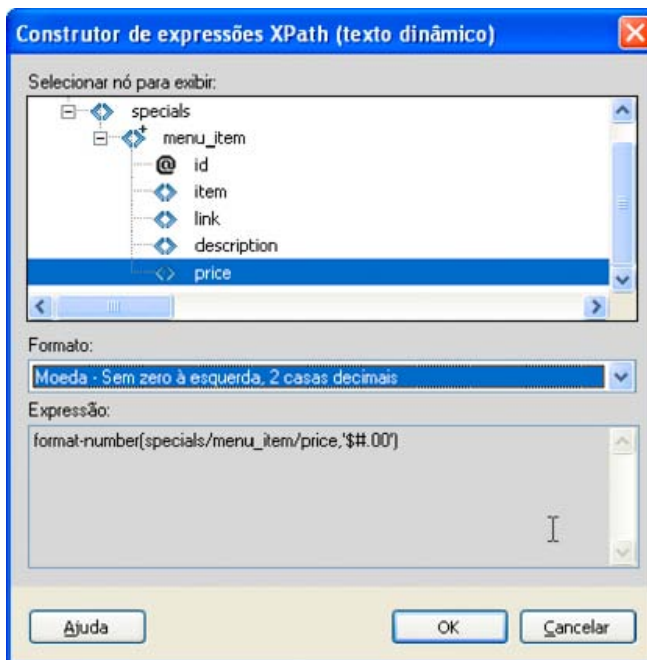 Construtor de expressões XPath (texto dinâmico)
Selecionar nó para exibir:
specials
menu_item
@ id
item
link
description
price
Formato:
Moeda - Sem zero à esquerda, 2 casas decimais
Expressão:
format-number(specials/menu_item/price,'$#.00')
Ajuda OK Cancelar